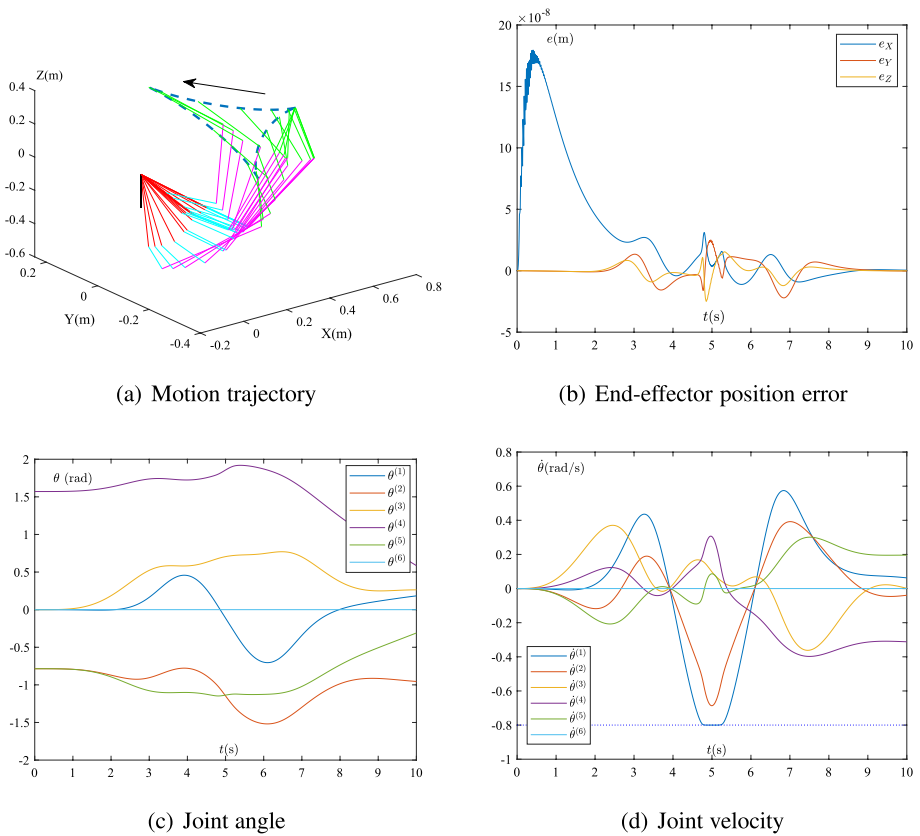 Z(m)
0.4
0.2
0
-0.2
-0.4
-0.6
0.2
0
-0.2
-0.4
Y(m)
-0.2
0
0.2
0.4
0.6
0.8
X(m)
(a) Motion trajectory
×10⁻⁸
20
15
10
5
0
-5
e(m)
e_X
e_Y
e_Z
t(s)
0 1 2 3 4 5 6 7 8 9 10
(b) End-effector position error
2
1.5
1
0.5
0
-0.5
-1
-1.5
-2
θ (rad)
θ⁽¹⁾
θ⁽²⁾
θ⁽³⁾
θ⁽⁴⁾
θ⁽⁵⁾
θ⁽⁶⁾
t(s)
0 1 2 3 4 5 6 7 8 9 10
(c) Joint angle
0.8
0.6
0.4
0.2
0
-0.2
-0.4
-0.6
-0.8
-1
θ̇(rad/s)
θ̇⁽¹⁾
θ̇⁽²⁾
θ̇⁽³⁾
θ̇⁽⁴⁾
θ̇⁽⁵⁾
θ̇⁽⁶⁾
t(s)
0 1 2 3 4 5 6 7 8 9 10
(d) Joint velocity